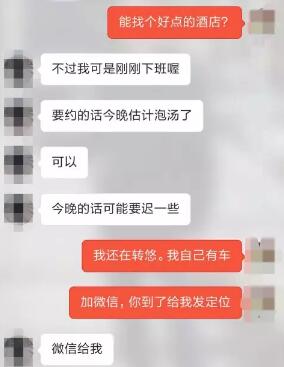 能找个好点的酒店?
不过我可是刚刚下班喔
要约的话今晚估计泡汤了
可以
今晚的话可能要迟一些
我还在转悠。我自己有车
加微信，你到了给我发定位
微信给我